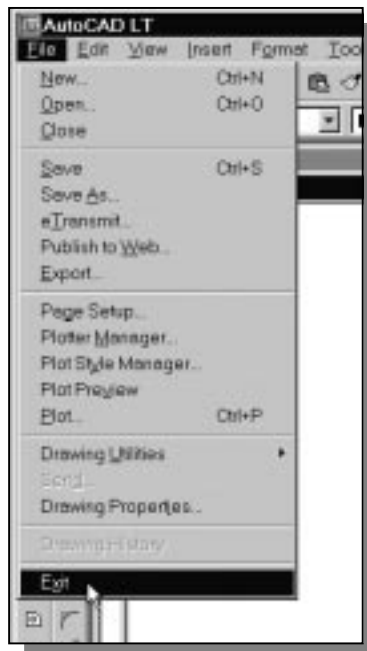 AutoCAD LT
File Edit View Insert Format Too
New... Ctrl+N
Open... Ctrl+O
Close
Save Ctrl+S
Save As...
eTransmit...
Publish to Web...
Export...
Page Setup...
Plotter Manager...
Plot Style Manager...
Plot Preview
Plot... Ctrl+P
Drawing Utilities
Send...
Drawing Properties...
Drawing History
Exit